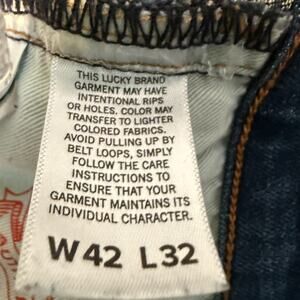 THIS LUCKY BRAND
GARMENT MAY HAVE
INTENTIONAL RIPS
OR HOLES. COLOR MAY
TRANSFER TO LIGHTER
COLORED FABRICS.
AVOID PULLING UP BY
BELT LOOPS, SIMPLY
FOLLOW THE CARE
INSTRUCTIONS TO
ENSURE THAT YOUR
GARMENT MAINTAINS ITS
INDIVIDUAL CHARACTER.
W42 L32